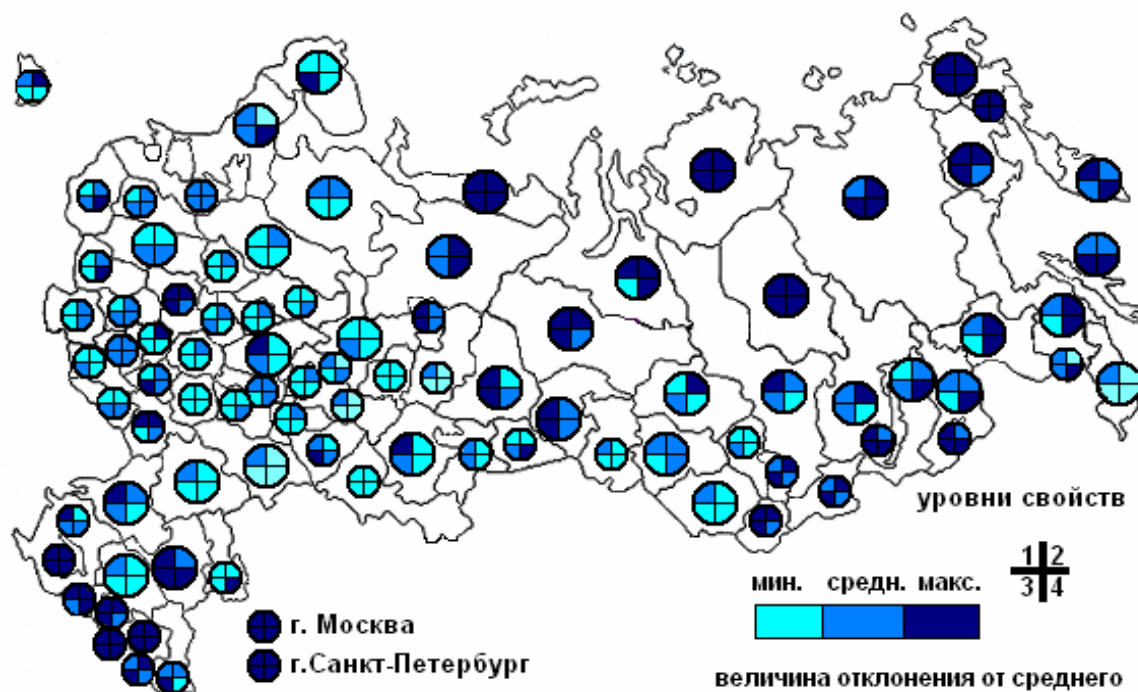 уровни свойств
1 2
3 4
мин. средн. макс.
г. Москва
г.Санкт-Петербург
величина отклонения от среднего